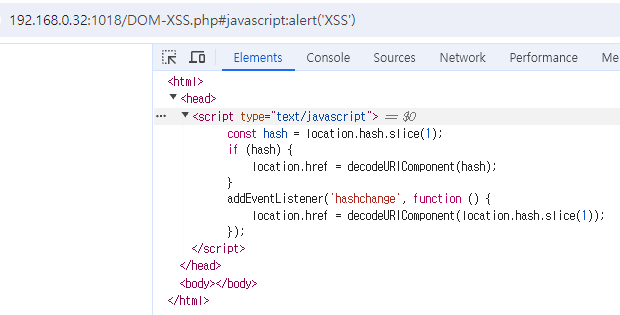 192.168.0.32:1018/DOM-XSS.php#javascript:alert('XSS')
Elements Console Sources Network Performance Me
<html>
▼<head>
··· ▼<script type="text/javascript"> == $0
const hash = location.hash.slice(1);
if (hash) {
location.href = decodeURIComponent(hash);
}
addEventListener('hashchange', function () {
location.href = decodeURIComponent(location.hash.slice(1));
});
</script>
</head>
<body></body>
</html>